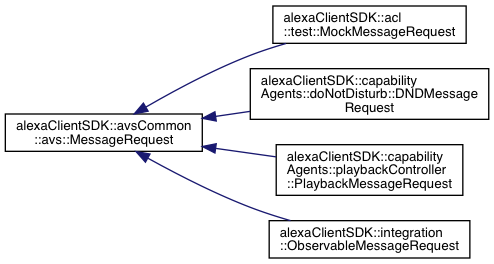 alexaClientSDK::acl
::test::MockMessageRequest
alexaClientSDK::capability
Agents::doNotDisturb::DNDMessage
Request
alexaClientSDK::avsCommon
::avs::MessageRequest
alexaClientSDK::capability
Agents::playbackController
::PlaybackMessageRequest
alexaClientSDK::integration
::ObservableMessageRequest